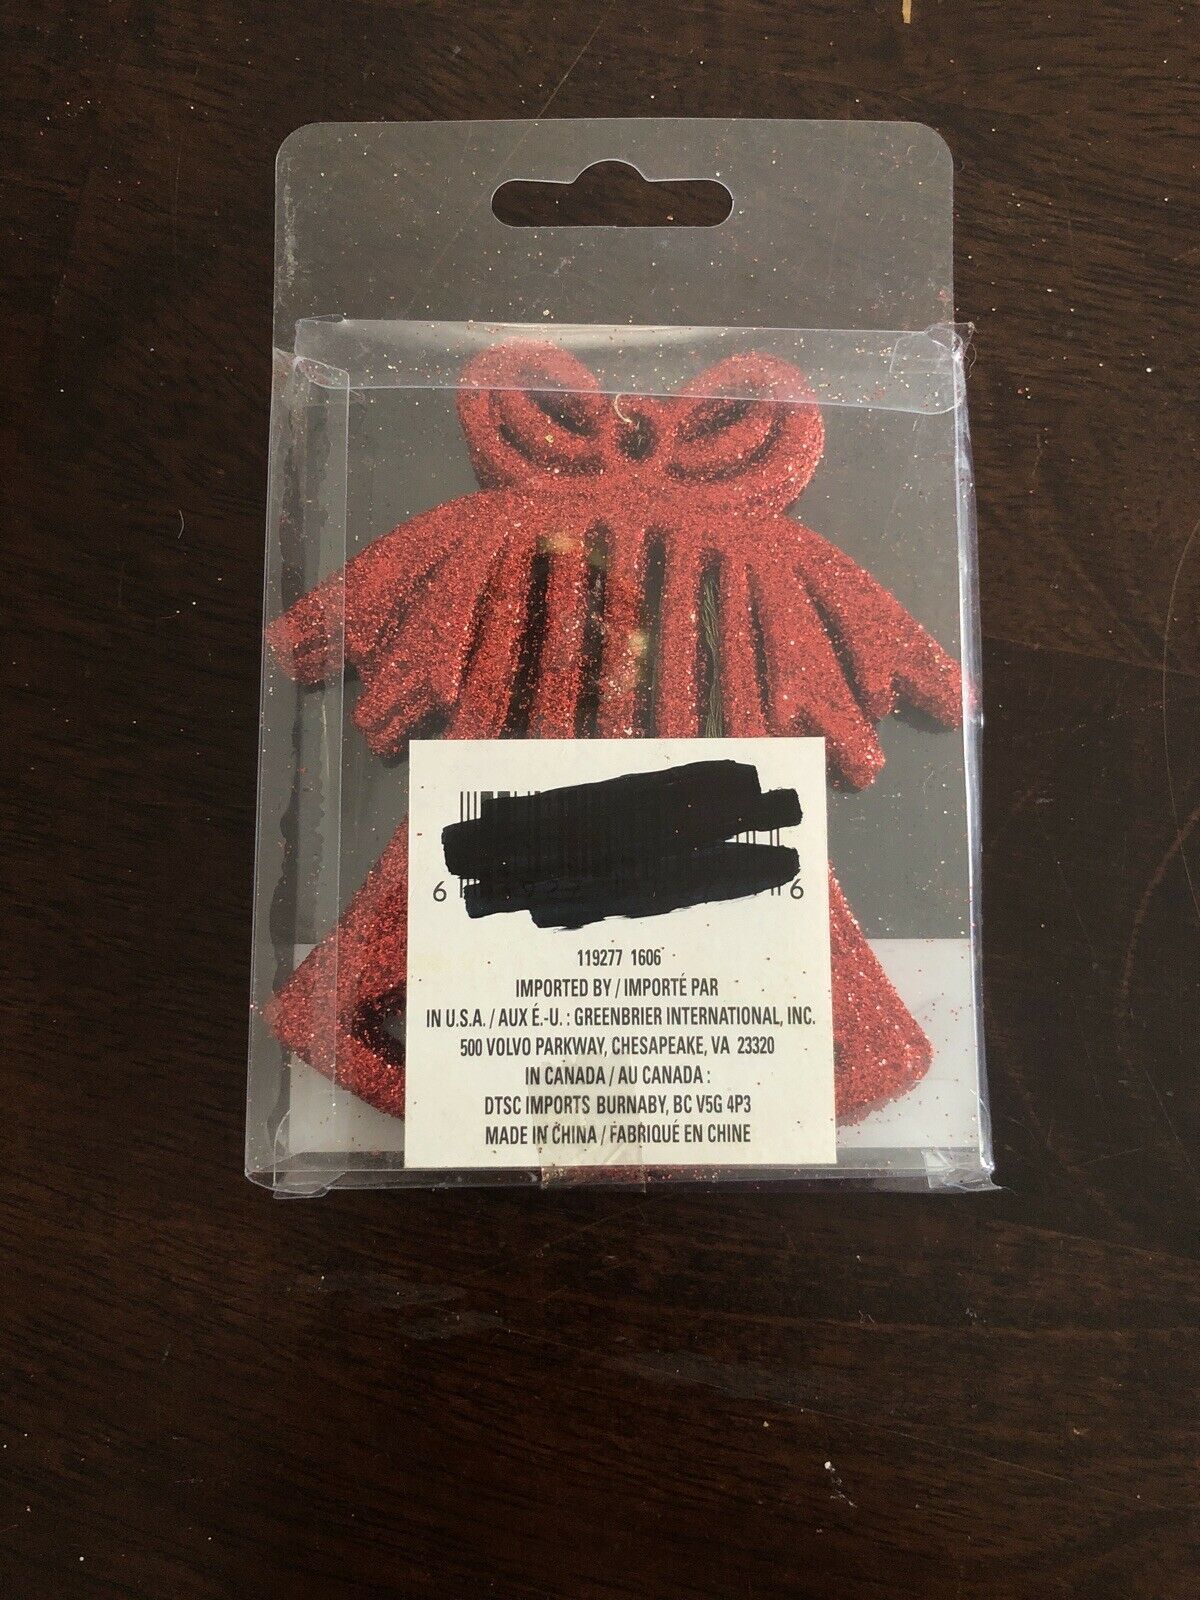 6 6
119277 1606
IMPORTED BY / IMPORTÉ PAR
IN U.S.A. / AUX É.-U. : GREENBRIER INTERNATIONAL, INC.
500 VOLVO PARKWAY, CHESAPEAKE, VA 23320
IN CANADA / AU CANADA :
DTSC IMPORTS BURNABY, BC V5G 4P3
MADE IN CHINA / FABRIQUÉ EN CHINE